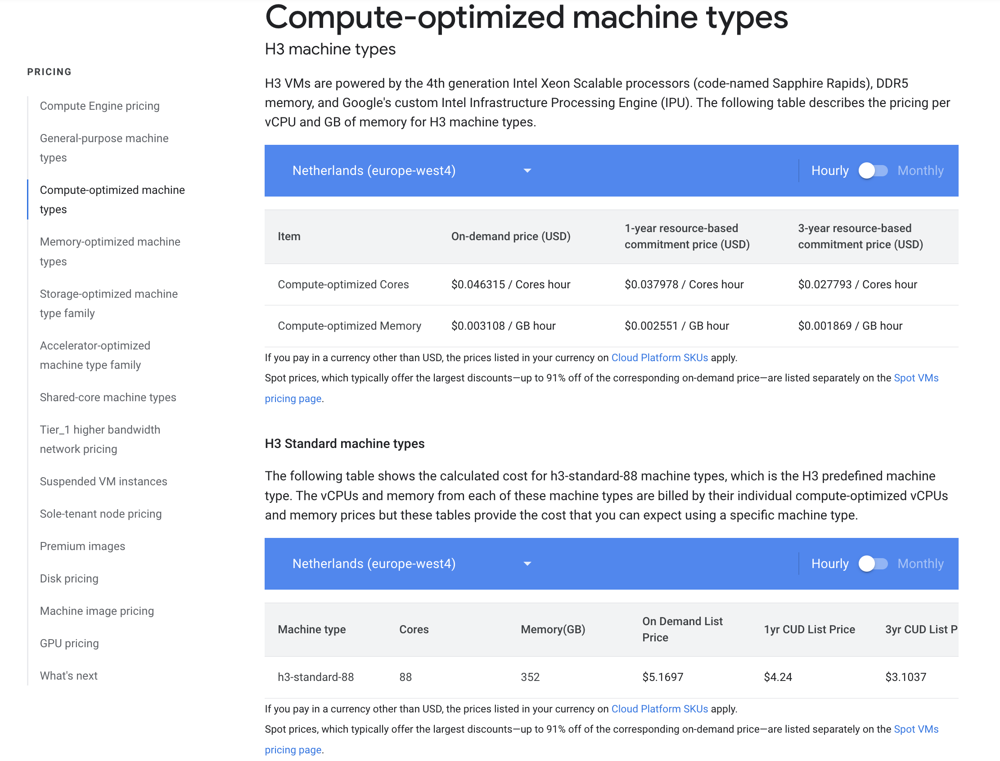 Compute-optimized machine types
H3 machine types
PRICING
Compute Engine pricing
General-purpose machine
types
Compute-optimized machine
types
Memory-optimized machine
types
Storage-optimized machine
type family
Accelerator-optimized
machine type family
Shared-core machine types
Tier_1 higher bandwidth
network pricing
Suspended VM instances
Sole-tenant node pricing
Premium images
Disk pricing
Machine image pricing
GPU pricing
What's next
H3 VMs are powered by the 4th generation Intel Xeon Scalable processors (code-named Sapphire Rapids), DDR5
memory, and Google's custom Intel Infrastructure Processing Engine (IPU). The following table describes the pricing per
vCPU and GB of memory for H3 machine types.
Netherlands (europe-west4) Hourly Monthly
Item On-demand price (USD) 1-year resource-based commitment price (USD) 3-year resource-based commitment price (USD)
Compute-optimized Cores $0.046315 / Cores hour $0.037978 / Cores hour $0.027793 / Cores hour
Compute-optimized Memory $0.003108 / GB hour $0.002551 / GB hour $0.001869 / GB hour
If you pay in a currency other than USD, the prices listed in your currency on Cloud Platform SKUs apply.
Spot prices, which typically offer the largest discounts—up to 91% off of the corresponding on-demand price—are listed separately on the Spot VMs
pricing page.
H3 Standard machine types
The following table shows the calculated cost for h3-standard-88 machine types, which is the H3 predefined machine
type. The vCPUs and memory from each of these machine types are billed by their individual compute-optimized vCPUs
and memory prices but these tables provide the cost that you can expect using a specific machine type.
Netherlands (europe-west4) Hourly Monthly
Machine type Cores Memory(GB) On Demand List Price 1yr CUD List Price 3yr CUD List P
h3-standard-88 88 352 $5.1697 $4.24 $3.1037
If you pay in a currency other than USD, the prices listed in your currency on Cloud Platform SKUs apply.
Spot prices, which typically offer the largest discounts—up to 91% off of the corresponding on-demand price—are listed separately on the Spot VMs
pricing page.